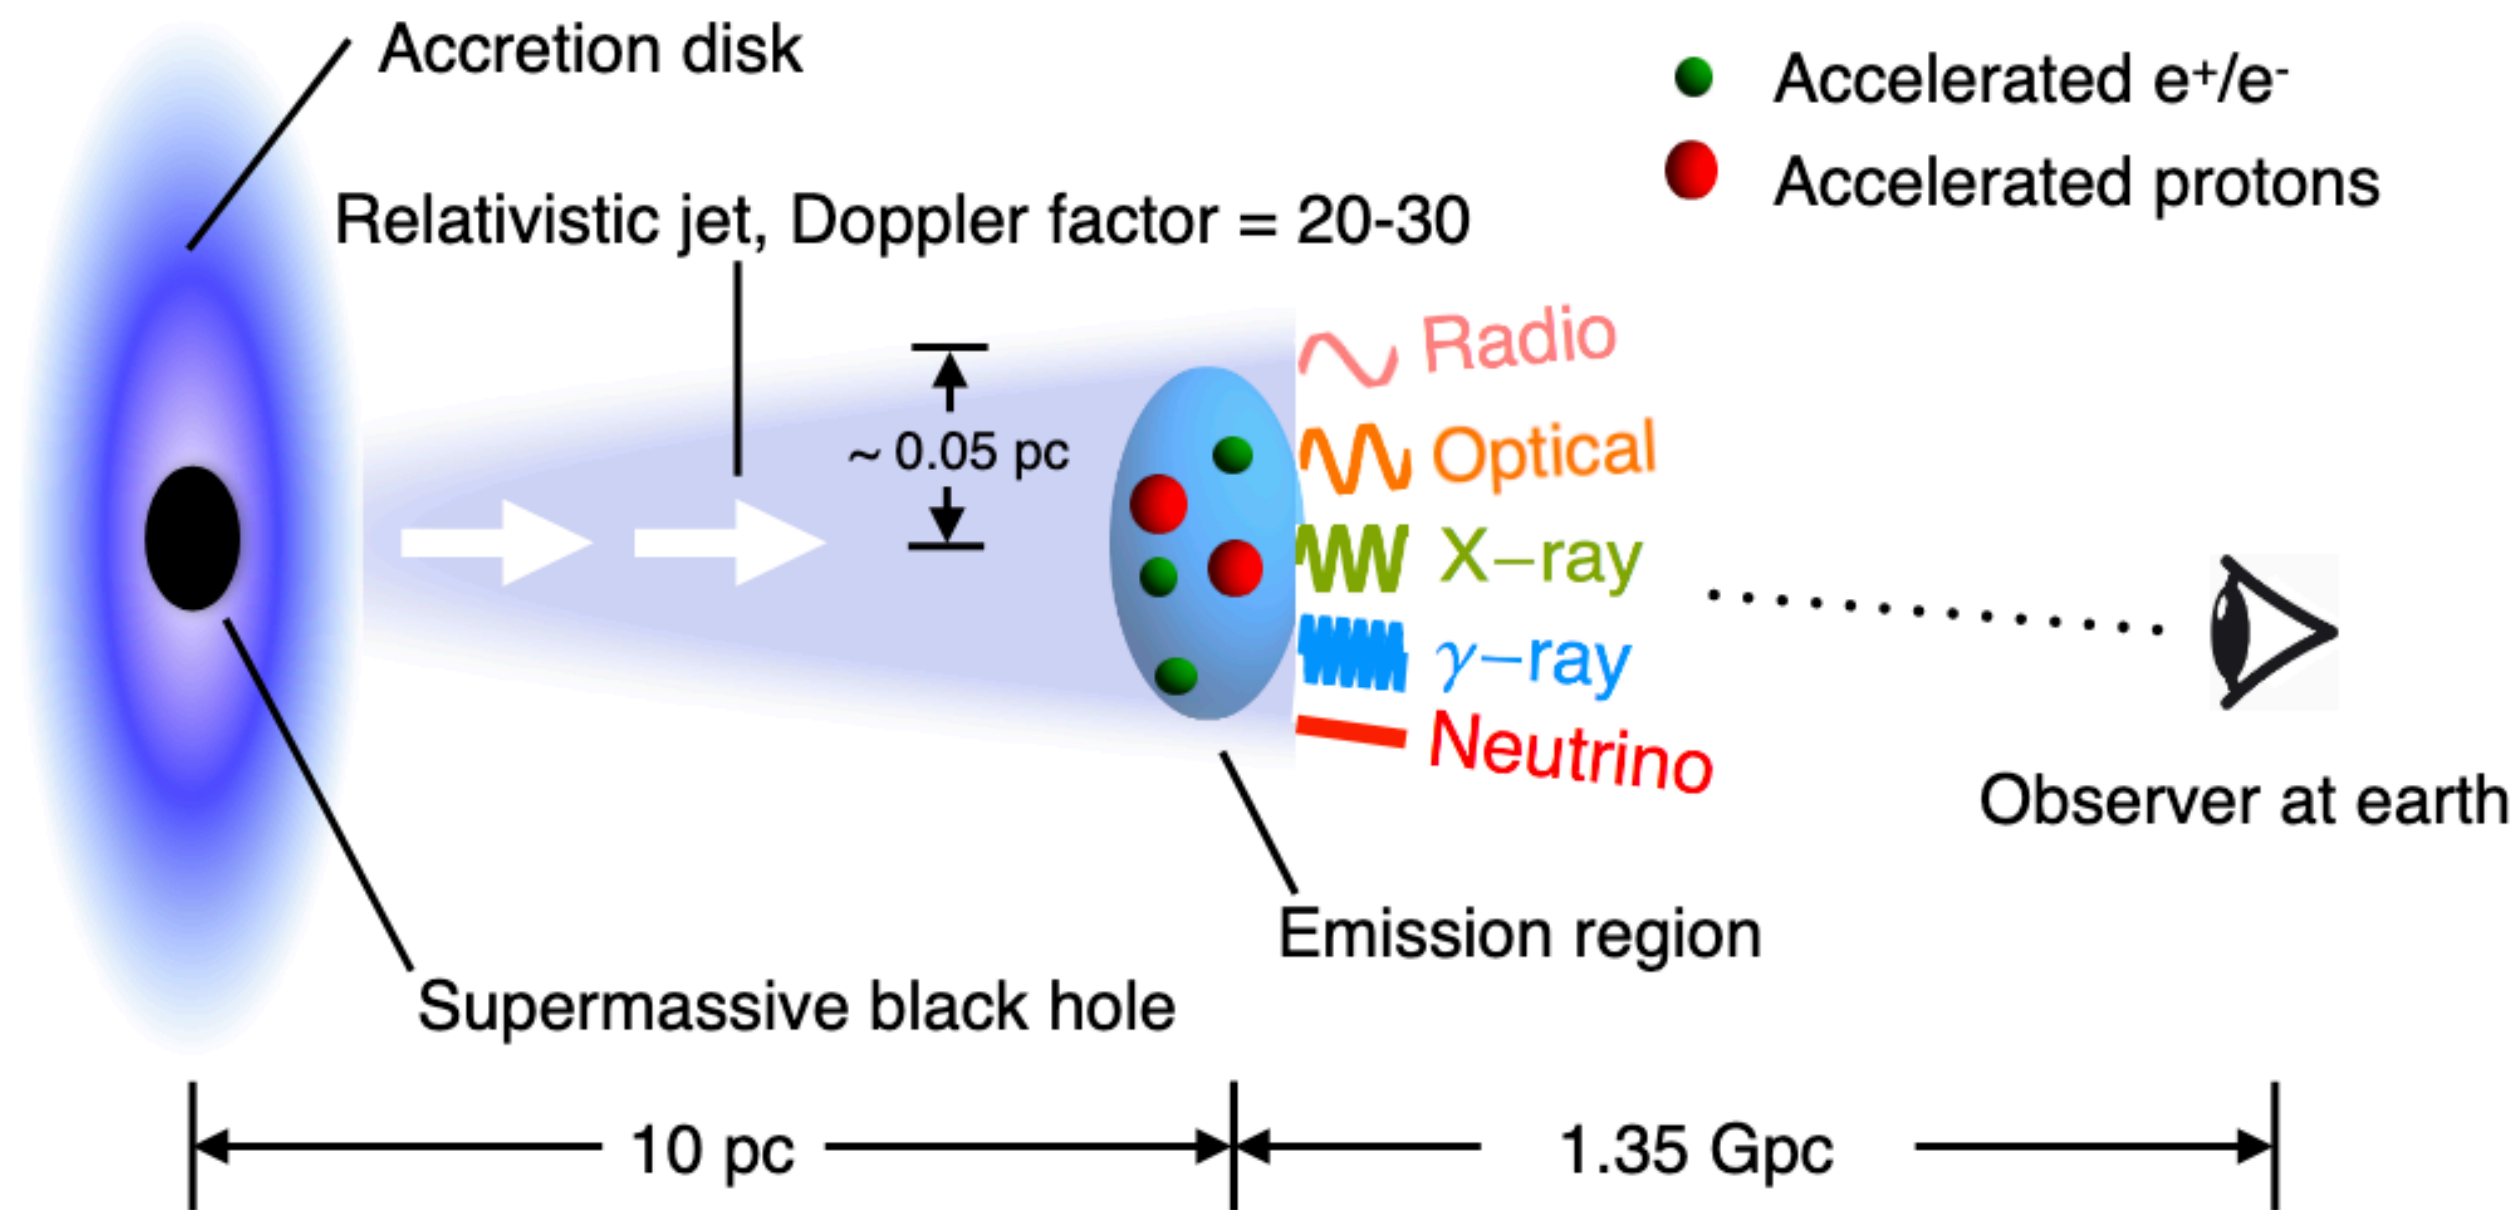 Accretion disk
Accelerated e⁺/e⁻
Accelerated protons
Relativistic jet, Doppler factor = 20-30
Radio
~ 0.05 pc
Optical
X−ray
γ−ray
Neutrino
Observer at earth
Emission region
Supermassive black hole
10 pc
1.35 Gpc